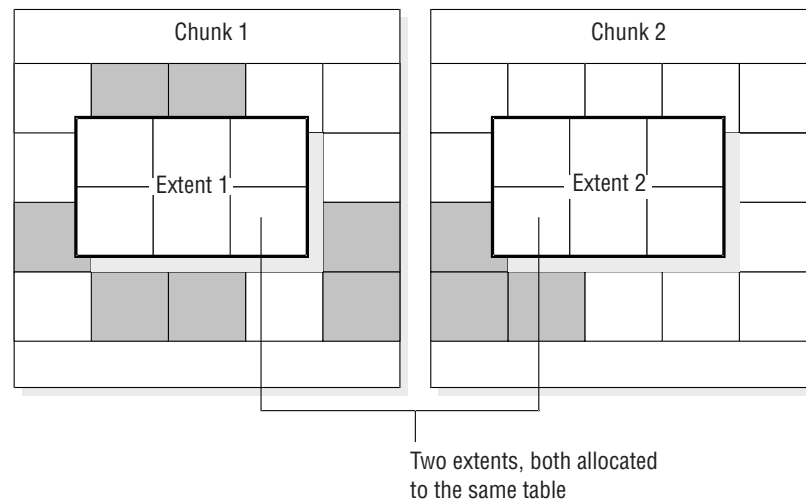 Chunk 1
Chunk 2
Extent 1
Extent 2
Two extents, both allocated
to the same table